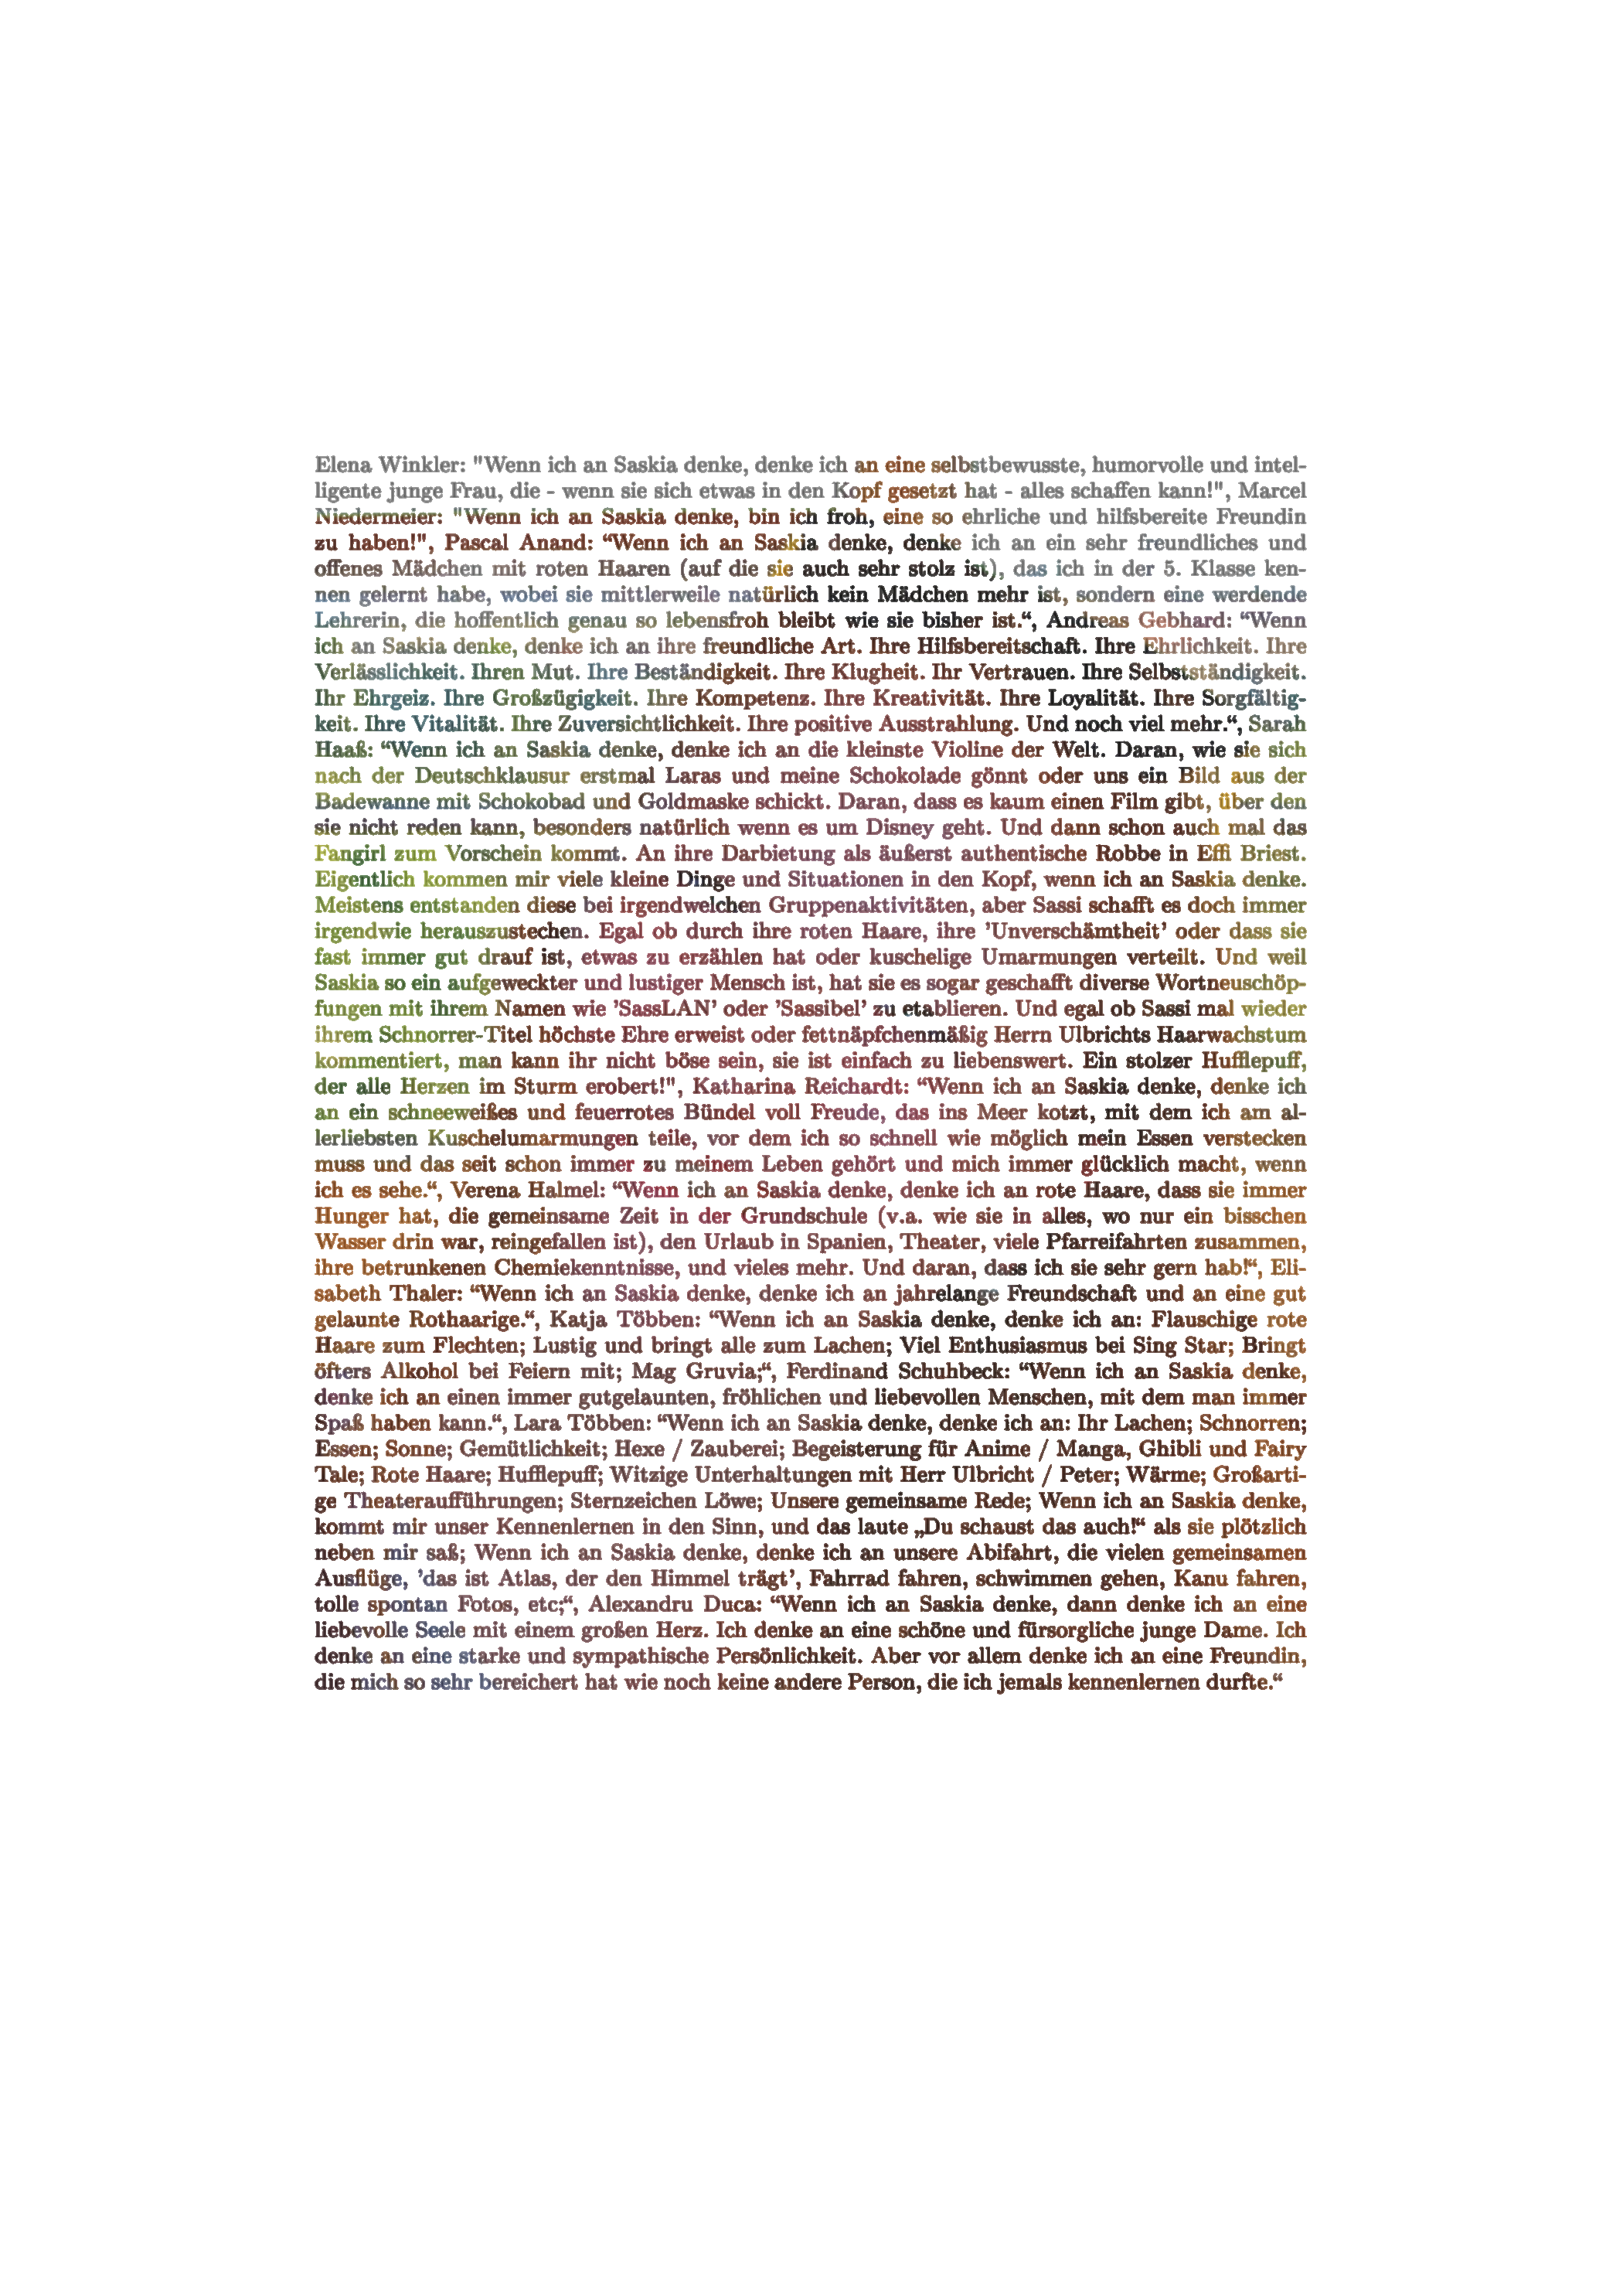 Elena Winkler: "Wenn ich an Saskia denke, denke ich an eine selbstbewusste, humorvolle und intel-
ligente junge Frau, die - wenn sie sich etwas in den Kopf gesetzt hat - alles schaffen kann!", Marcel
Niedermeier: "Wenn ich an Saskia denke, bin ich froh, eine so ehrliche und hilfsbereite Freundin
zu haben!", Pascal Anand: “Wenn ich an Saskia denke, denke ich an ein sehr freundliches und
offenes Mädchen mit roten Haaren (auf die sie auch sehr stolz ist), das ich in der 5. Klasse ken-
nen gelernt habe, wobei sie mittlerweile natürlich kein Mädchen mehr ist, sondern eine werdende
Lehrerin, die hoffentlich genau so lebensfroh bleibt wie sie bisher ist.“, Andreas Gebhard: “Wenn
ich an Saskia denke, denke ich an ihre freundliche Art. Ihre Hilfsbereitschaft. Ihre Ehrlichkeit. Ihre
Verlässlichkeit. Ihren Mut. Ihre Beständigkeit. Ihre Klugheit. Ihr Vertrauen. Ihre Selbstständigkeit.
Ihr Ehrgeiz. Ihre Großzügigkeit. Ihre Kompetenz. Ihre Kreativität. Ihre Loyalität. Ihre Sorgfältig-
keit. Ihre Vitalität. Ihre Zuversichtlichkeit. Ihre positive Ausstrahlung. Und noch viel mehr.“, Sarah
Haaß: “Wenn ich an Saskia denke, denke ich an die kleinste Violine der Welt. Daran, wie sie sich
nach der Deutschklausur erstmal Laras und meine Schokolade gönnt oder uns ein Bild aus der
Badewanne mit Schokobad und Goldmaske schickt. Daran, dass es kaum einen Film gibt, über den
sie nicht reden kann, besonders natürlich wenn es um Disney geht. Und dann schon auch mal das
Fangirl zum Vorschein kommt. An ihre Darbietung als äußerst authentische Robbe in Effi Briest.
Eigentlich kommen mir viele kleine Dinge und Situationen in den Kopf, wenn ich an Saskia denke.
Meistens entstanden diese bei irgendwelchen Gruppenaktivitäten, aber Sassi schafft es doch immer
irgendwie herauszustechen. Egal ob durch ihre roten Haare, ihre ’Unverschämtheit’ oder dass sie
fast immer gut drauf ist, etwas zu erzählen hat oder kuschelige Umarmungen verteilt. Und weil
Saskia so ein aufgeweckter und lustiger Mensch ist, hat sie es sogar geschafft diverse Wortneuschöp-
fungen mit ihrem Namen wie ’SassLAN’ oder ’Sassibel’ zu etablieren. Und egal ob Sassi mal wieder
ihrem Schnorrer-Titel höchste Ehre erweist oder fettnäpfchenmäßig Herrn Ulbrichts Haarwachstum
kommentiert, man kann ihr nicht böse sein, sie ist einfach zu liebenswert. Ein stolzer Hufflepuff,
der alle Herzen im Sturm erobert!", Katharina Reichardt: “Wenn ich an Saskia denke, denke ich
an ein schneeweißes und feuerrotes Bündel voll Freude, das ins Meer kotzt, mit dem ich am al-
lerliebsten Kuschelumarmungen teile, vor dem ich so schnell wie möglich mein Essen verstecken
muss und das seit schon immer zu meinem Leben gehört und mich immer glücklich macht, wenn
ich es sehe.“, Verena Halmel: “Wenn ich an Saskia denke, denke ich an rote Haare, dass sie immer
Hunger hat, die gemeinsame Zeit in der Grundschule (v.a. wie sie in alles, wo nur ein bisschen
Wasser drin war, reingefallen ist), den Urlaub in Spanien, Theater, viele Pfarreifahrten zusammen,
ihre betrunkenen Chemiekenntnisse, und vieles mehr. Und daran, dass ich sie sehr gern hab!“, Eli-
sabeth Thaler: “Wenn ich an Saskia denke, denke ich an jahrelange Freundschaft und an eine gut
gelaunte Rothaarige.“, Katja Többen: “Wenn ich an Saskia denke, denke ich an: Flauschige rote
Haare zum Flechten; Lustig und bringt alle zum Lachen; Viel Enthusiasmus bei Sing Star; Bringt
öfters Alkohol bei Feiern mit; Mag Gruvia;“, Ferdinand Schuhbeck: “Wenn ich an Saskia denke,
denke ich an einen immer gutgelaunten, fröhlichen und liebevollen Menschen, mit dem man immer
Spaß haben kann.“, Lara Többen: “Wenn ich an Saskia denke, denke ich an: Ihr Lachen; Schnorren;
Essen; Sonne; Gemütlichkeit; Hexe / Zauberei; Begeisterung für Anime / Manga, Ghibli und Fairy
Tale; Rote Haare; Hufflepuff; Witzige Unterhaltungen mit Herr Ulbricht / Peter; Wärme; Großarti-
ge Theateraufführungen; Sternzeichen Löwe; Unsere gemeinsame Rede; Wenn ich an Saskia denke,
kommt mir unser Kennenlernen in den Sinn, und das laute „Du schaust das auch!“ als sie plötzlich
neben mir saß; Wenn ich an Saskia denke, denke ich an unsere Abifahrt, die vielen gemeinsamen
Ausflüge, ’das ist Atlas, der den Himmel trägt’, Fahrrad fahren, schwimmen gehen, Kanu fahren,
tolle spontan Fotos, etc;“, Alexandru Duca: “Wenn ich an Saskia denke, dann denke ich an eine
liebevolle Seele mit einem großen Herz. Ich denke an eine schöne und fürsorgliche junge Dame. Ich
denke an eine starke und sympathische Persönlichkeit. Aber vor allem denke ich an eine Freundin,
die mich so sehr bereichert hat wie noch keine andere Person, die ich jemals kennenlernen durfte.“